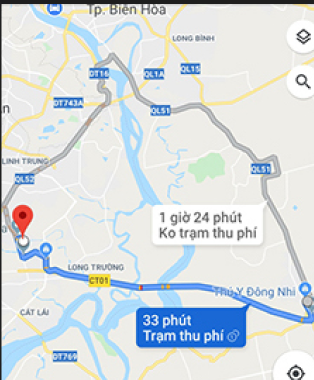 Tp. Biên Hòa
LONG BÌNH
DT16
QL1A
QL15
DT743A
QL51
LINH TRUNG
QL51
QL52
1 giờ 24 phút
Ko trạm thu phí
LONG TRƯỜNG
CT01
Thú Y Đông Nhi
CÁT LÁI
33 phút
Trạm thu phí
DT769